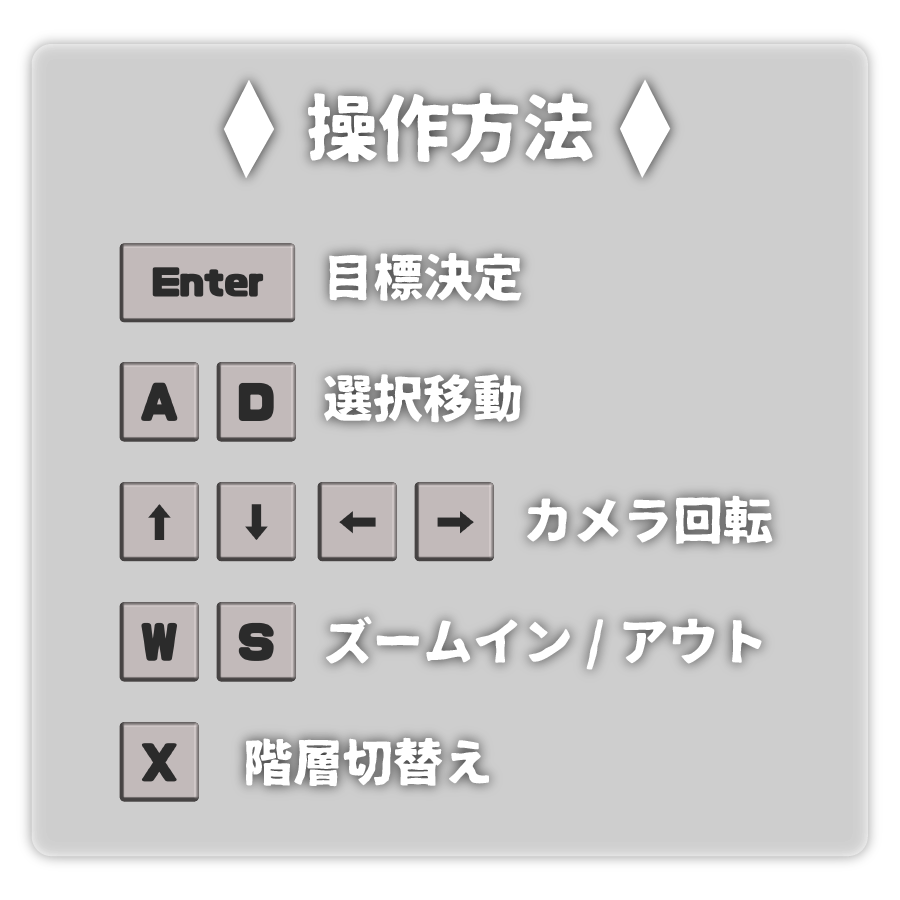 操作方法
Enter 目標決定
A D 選択移動
↑ ↓ ← → カメラ回転
W S ズームイン / アウト
X 階層切替え